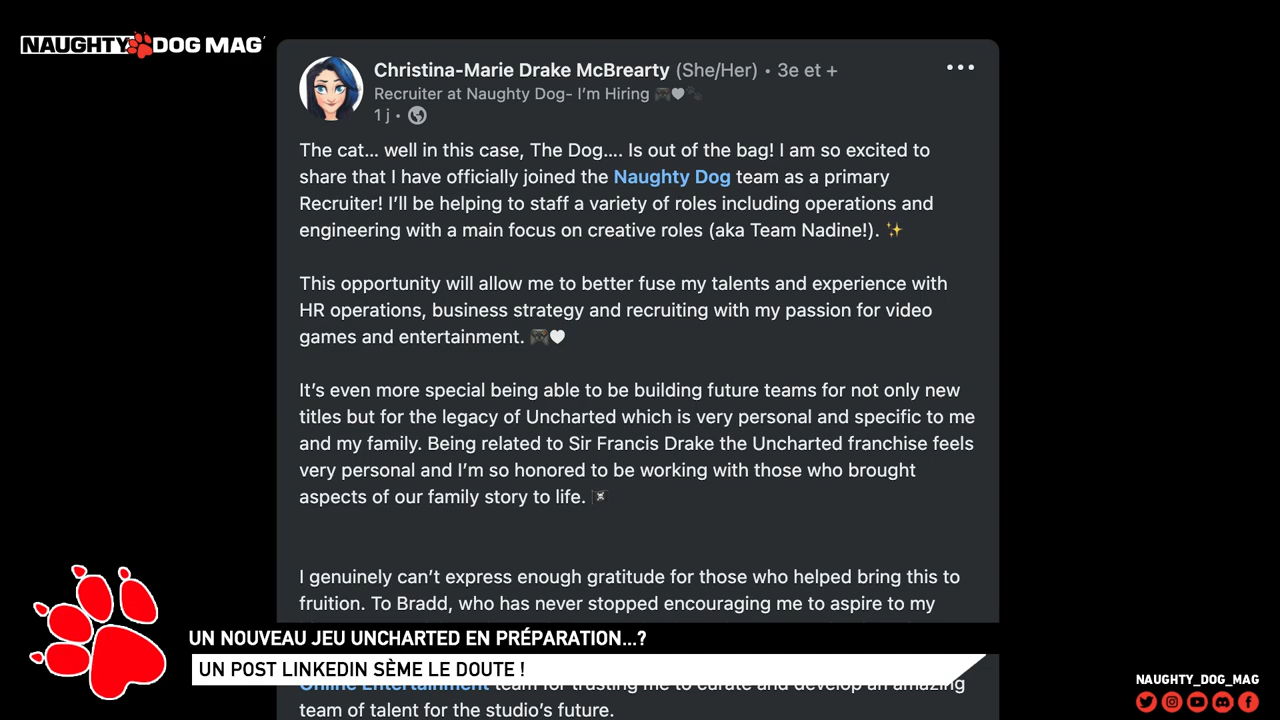 NAUGHTY DOG MAG'
Christina-Marie Drake McBrearty (She/Her) • 3e et +
Recruiter at Naughty Dog- I’m Hiring 🎮🤍🐾
1 j •
The cat... well in this case, The Dog.... Is out of the bag! I am so excited to
share that I have officially joined the Naughty Dog team as a primary
Recruiter! I’ll be helping to staff a variety of roles including operations and
engineering with a main focus on creative roles (aka Team Nadine!). ✨
This opportunity will allow me to better fuse my talents and experience with
HR operations, business strategy and recruiting with my passion for video
games and entertainment. 🎮🤍
It’s even more special being able to be building future teams for not only new
titles but for the legacy of Uncharted which is very personal and specific to me
and my family. Being related to Sir Francis Drake the Uncharted franchise feels
very personal and I’m so honored to be working with those who brought
aspects of our family story to life. 🏴‍☠️
I genuinely can’t express enough gratitude for those who helped bring this to
fruition. To Bradd, who has never stopped encouraging me to aspire to my
UN NOUVEAU JEU UNCHARTED EN PRÉPARATION...?
UN POST LINKEDIN SÈME LE DOUTE !
Online Entertainment team for trusting me to curate and develop an amazing
team of talent for the studio’s future.
NAUGHTY_DOG_MAG